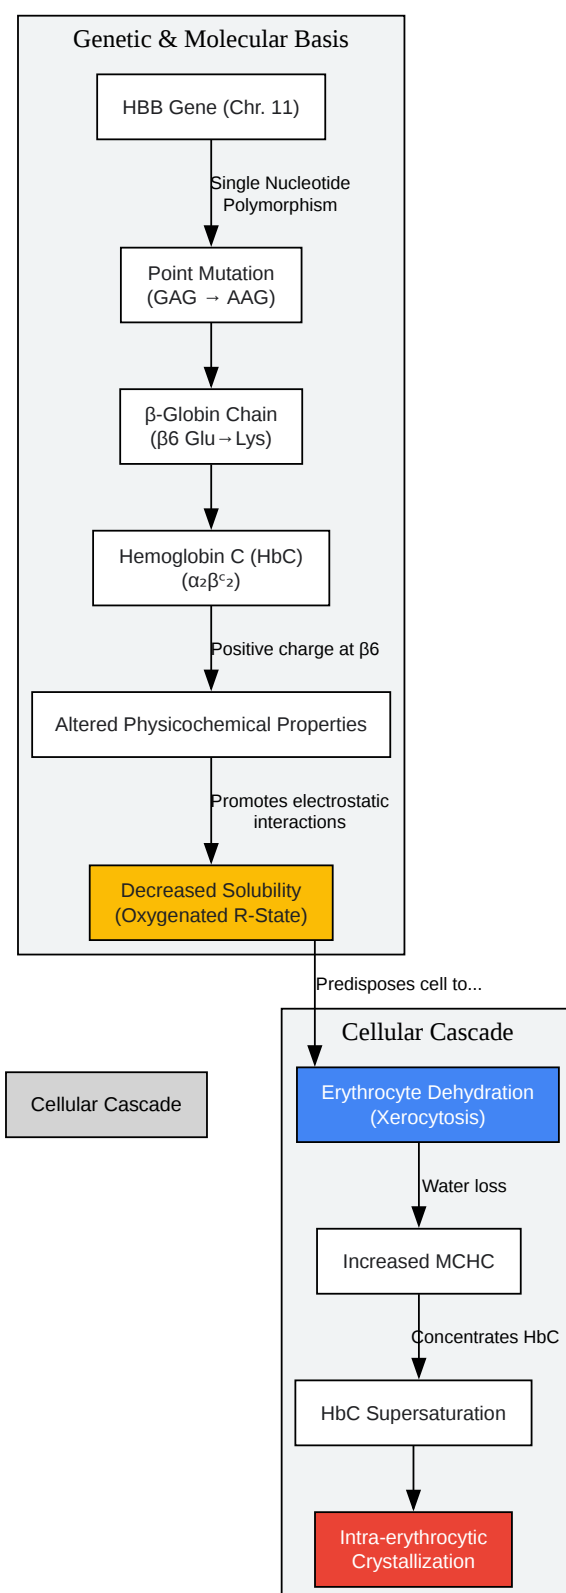 Genetic & Molecular Basis
HBB Gene (Chr. 11)
Single Nucleotide
Polymorphism
Point Mutation
(GAG → AAG)
β-Globin Chain
(β6 Glu→Lys)
Hemoglobin C (HbC)
(α₂βᶜ₂)
Positive charge at β6
Altered Physicochemical Properties
Promotes electrostatic
interactions
Decreased Solubility
(Oxygenated R-State)
Predisposes cell to...
Cellular Cascade
Cellular Cascade
Erythrocyte Dehydration
(Xerocytosis)
Water loss
Increased MCHC
Concentrates HbC
HbC Supersaturation
Intra-erythrocytic
Crystallization